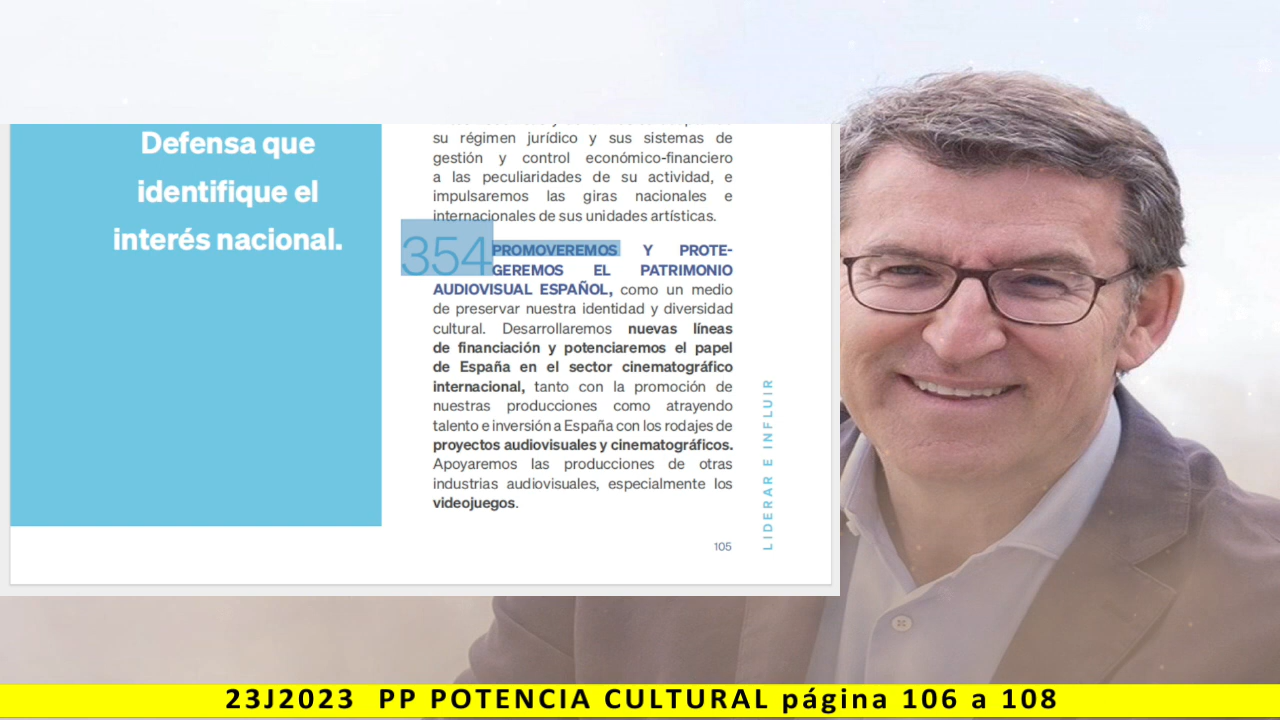 Defensa que
identifique el
interés nacional.
su régimen jurídico y sus sistemas de
gestión y control económico-financiero
a las peculiaridades de su actividad, e
impulsaremos las giras nacionales e
internacionales de sus unidades artísticas.
354 PROMOVEREMOS Y PROTE-
GEREMOS EL PATRIMONIO
AUDIOVISUAL ESPAÑOL, como un medio
de preservar nuestra identidad y diversidad
cultural. Desarrollaremos nuevas líneas
de financiación y potenciaremos el papel
de España en el sector cinematográfico
internacional, tanto con la promoción de
nuestras producciones como atrayendo
talento e inversión a España con los rodajes de
proyectos audiovisuales y cinematográficos.
Apoyaremos las producciones de otras
industrias audiovisuales, especialmente los
videojuegos.
105
LIDERAR E INFLUIR
23J2023 PP POTENCIA CULTURAL página 106 a 108